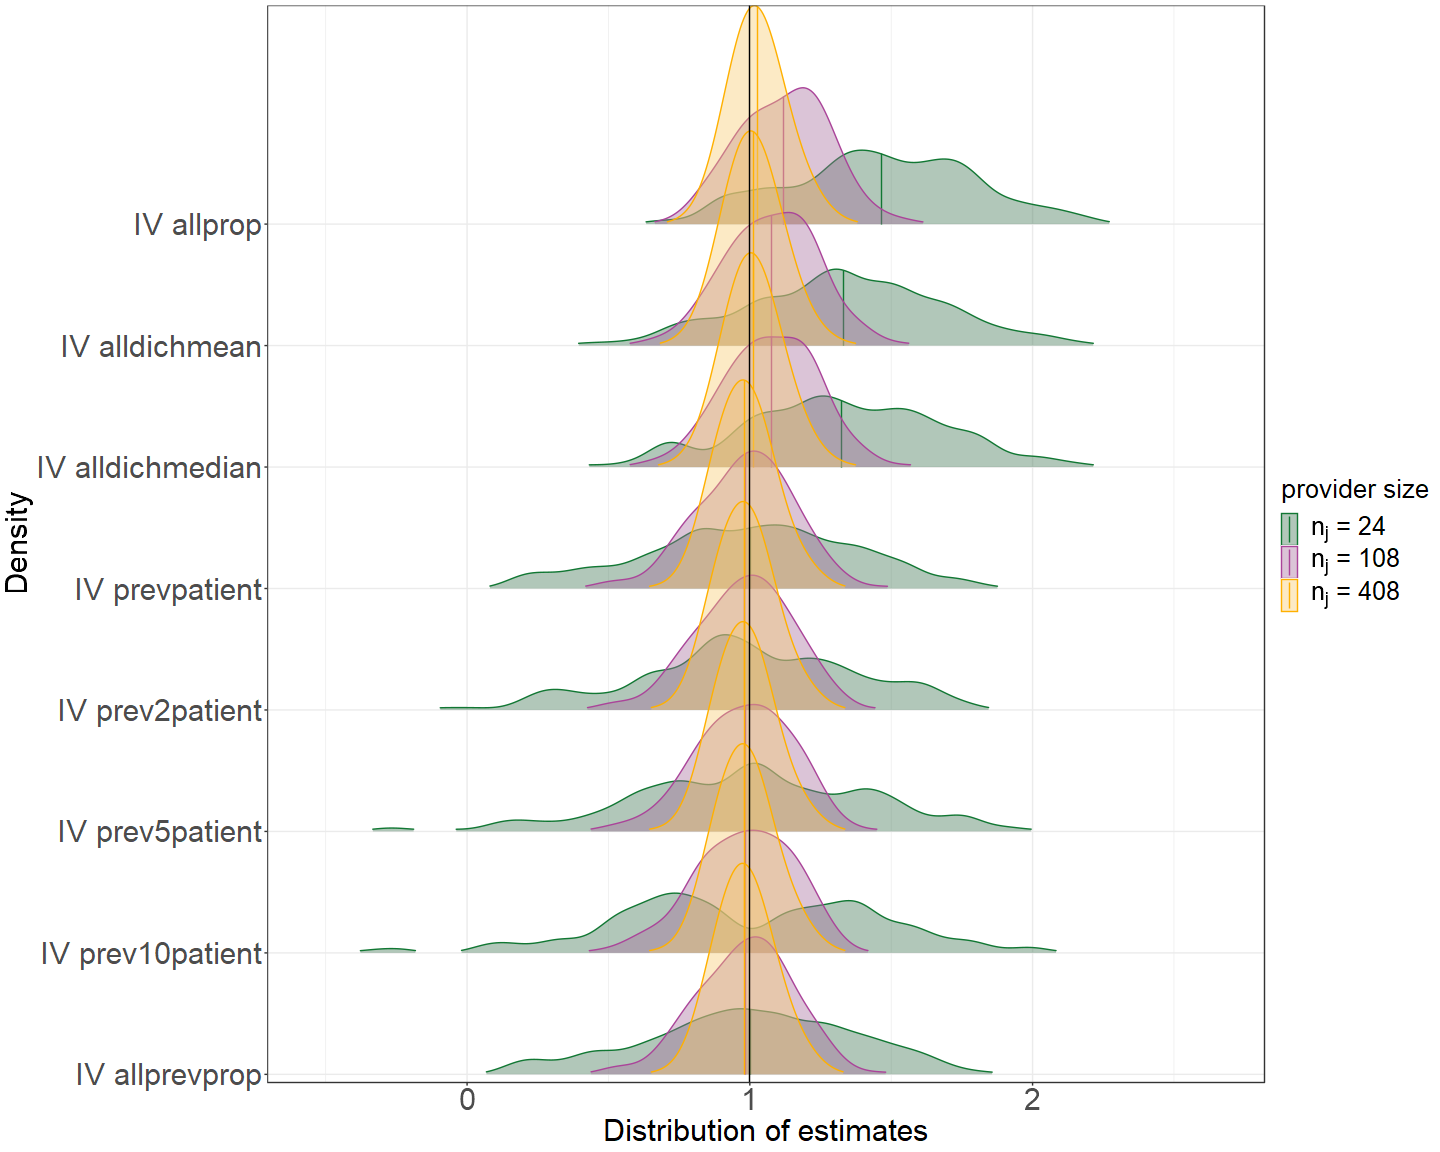 Density
IV allprop
IV alldichmean
IV alldichmedian
IV prevpatient
IV prev2patient
IV prev5patient
IV prev10patient
IV allprevprop
0 1 2
Distribution of estimates
provider size
nj = 24
nj = 108
nj = 408